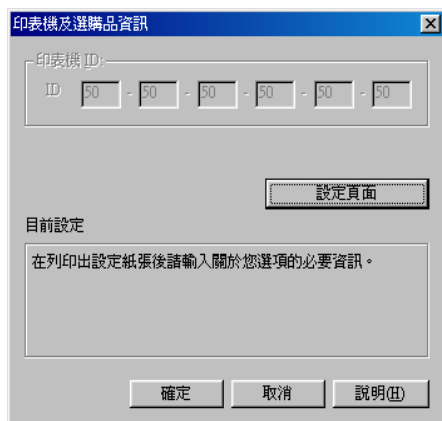 印表機及選購品資訊
印表機 ID:
ID 50 - 50 - 50 - 50 - 50 - 50
設定頁面
目前設定
在列印出設定紙張後請輸入關於您選項的必要資訊。
確定 取消 說明(H)